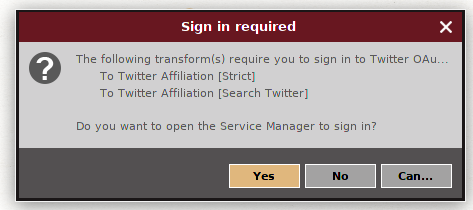 Sign in required
The following transform(s) require you to sign in to Twitter OAu...
To Twitter Affiliation [Strict]
To Twitter Affiliation [Search Twitter]
Do you want to open the Service Manager to sign in?
Yes No Can...